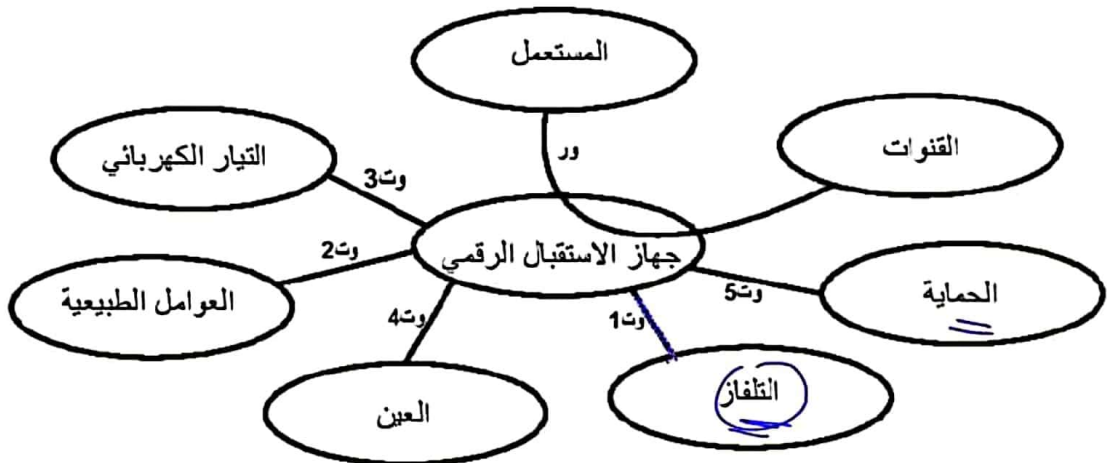 المستعمل
القنوات
ور
التيار الكهربائي
وت3
جهاز الاستقبال الرقمي
وت2
العوامل الطبيعية
وت5
الحماية
وت4
وت1
التلفاز
العين